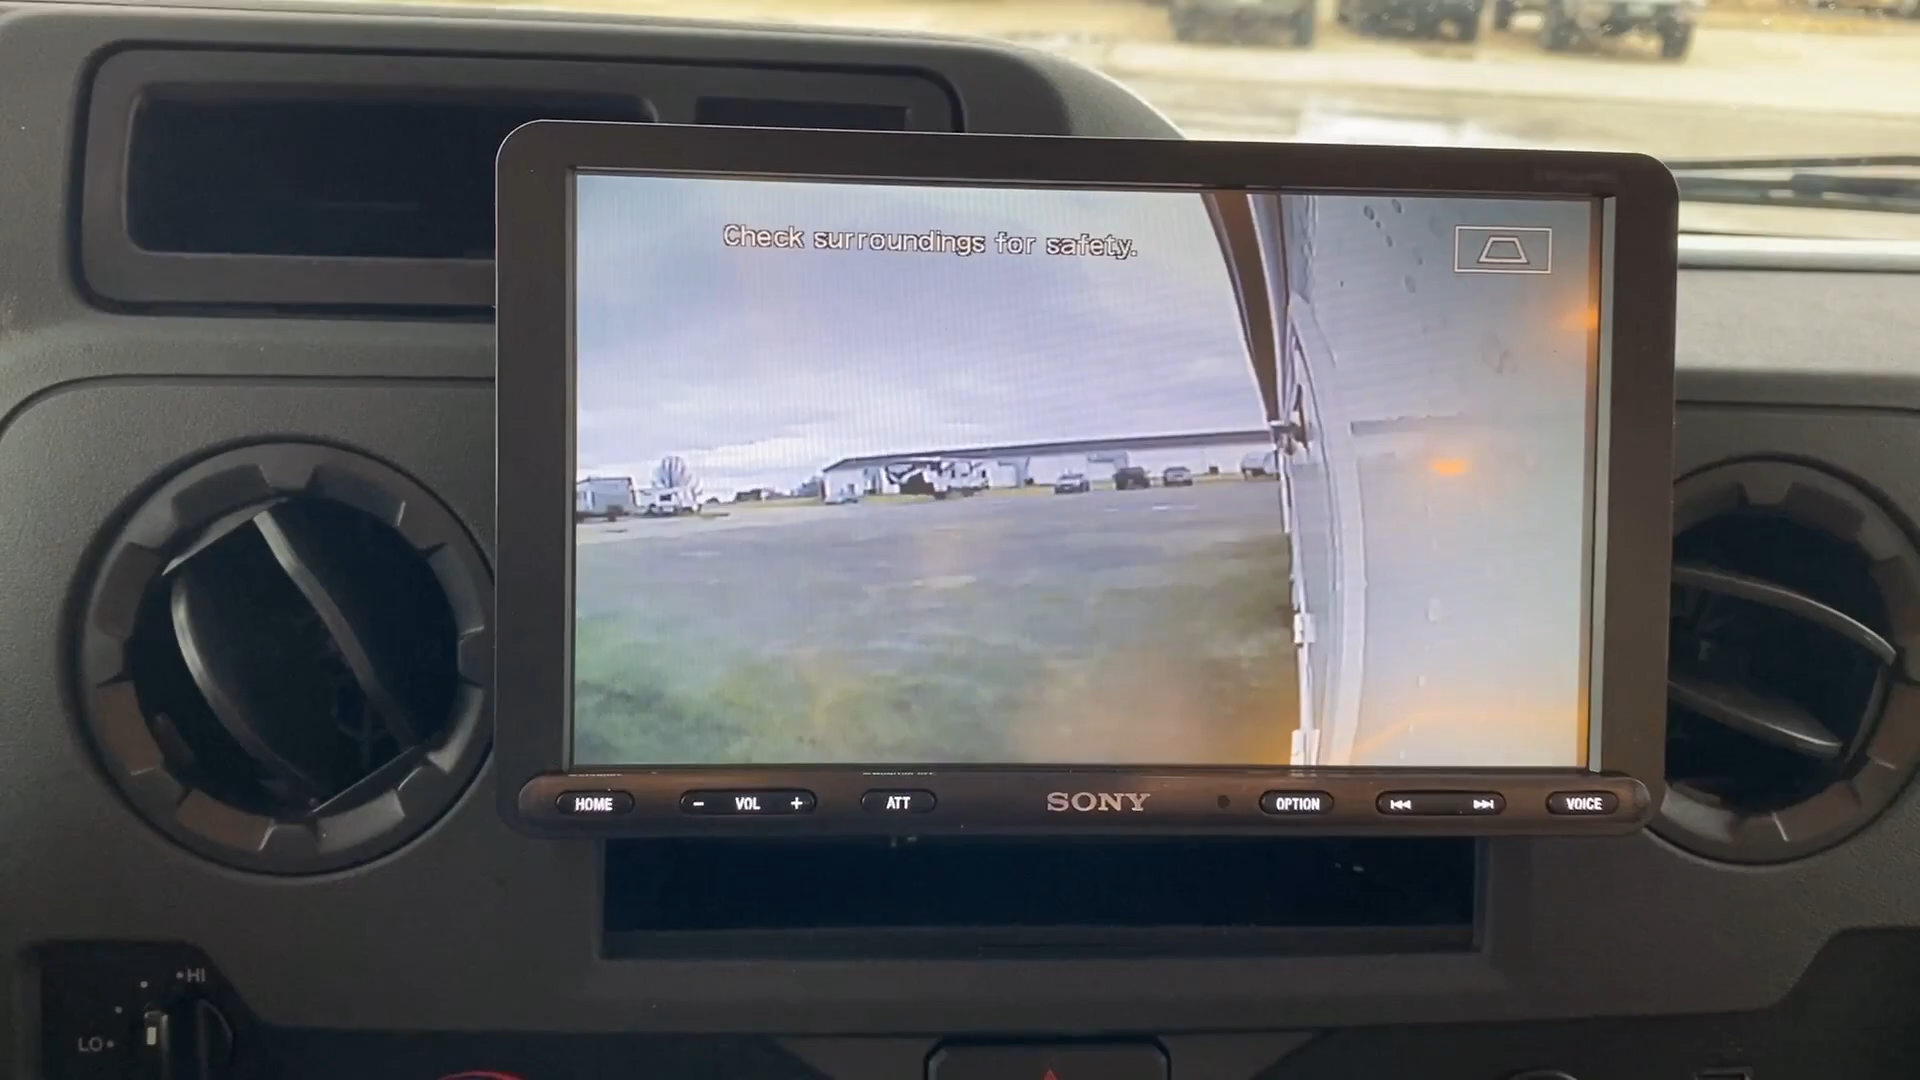 Check surroundings for safety.
HOME
- VOL +
ATT
SONY
OPTION
VOICE
HI
LO